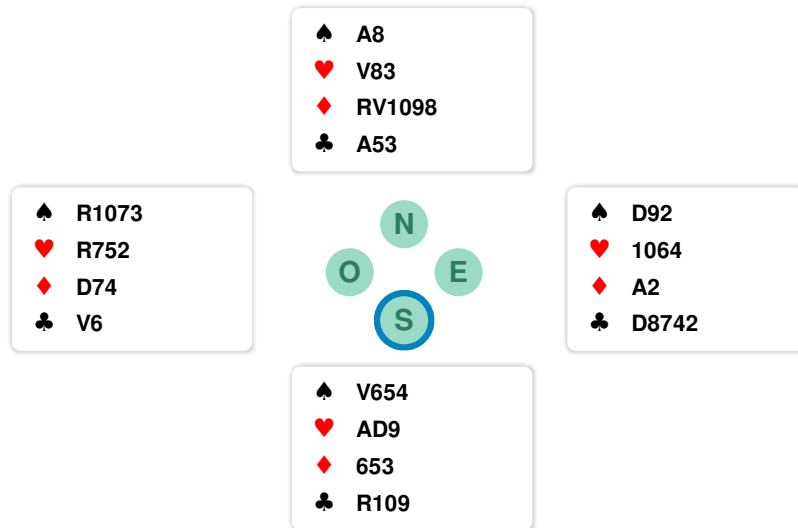 ♠ A8
♥ V83
♦ RV1098
♣ A53
♠ R1073
♥ R752
♦ D74
♣ V6
N
O E
S
♠ D92
♥ 1064
♦ A2
♣ D8742
♠ V654
♥ AD9
♦ 653
♣ R109